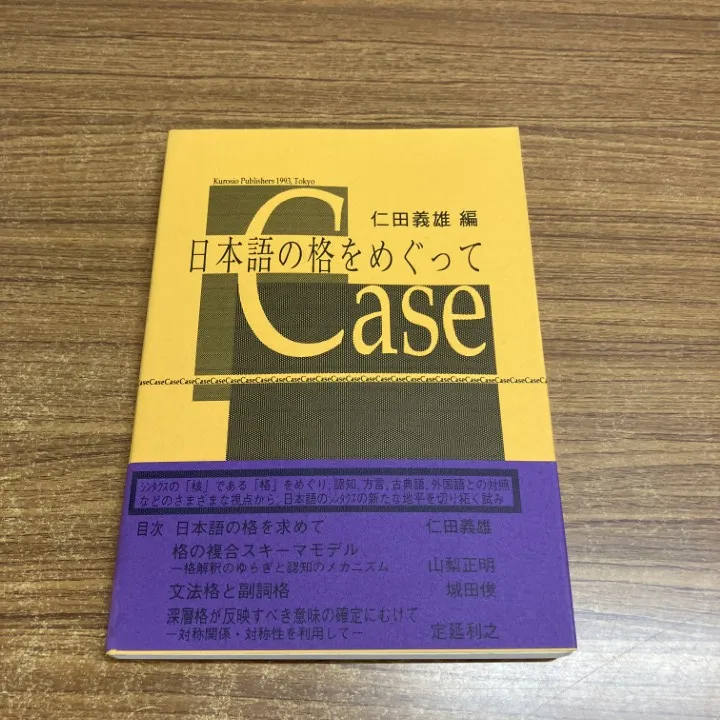 Kurosio Publishers 1993, Tokyo
仁田義雄 編
日本語の格をめぐって
Case
aseCaseCaseCaseCaseCaseCaseCaseCaseCaseCaseCaseCaseCaseCaseCaseCaseCaseCaseCaseCaseCaseCaseCaseCaseCaseCase
シンタクスの「核」である「格」をめぐり、認知、方言、古典語、外国語との対照
などのさまざまな視点から、日本語のシンタクスの新たな地平を切り拓く試み
目次 日本語の格を求めて 仁田義雄
格の複合スキーマモデル
―格解釈のゆらぎと認知のメカニズム 山梨正明
文法格と副詞格 城田俊
深層格が反映すべき意味の確定にむけて
―対称関係・対称性を利用して― 定延利之